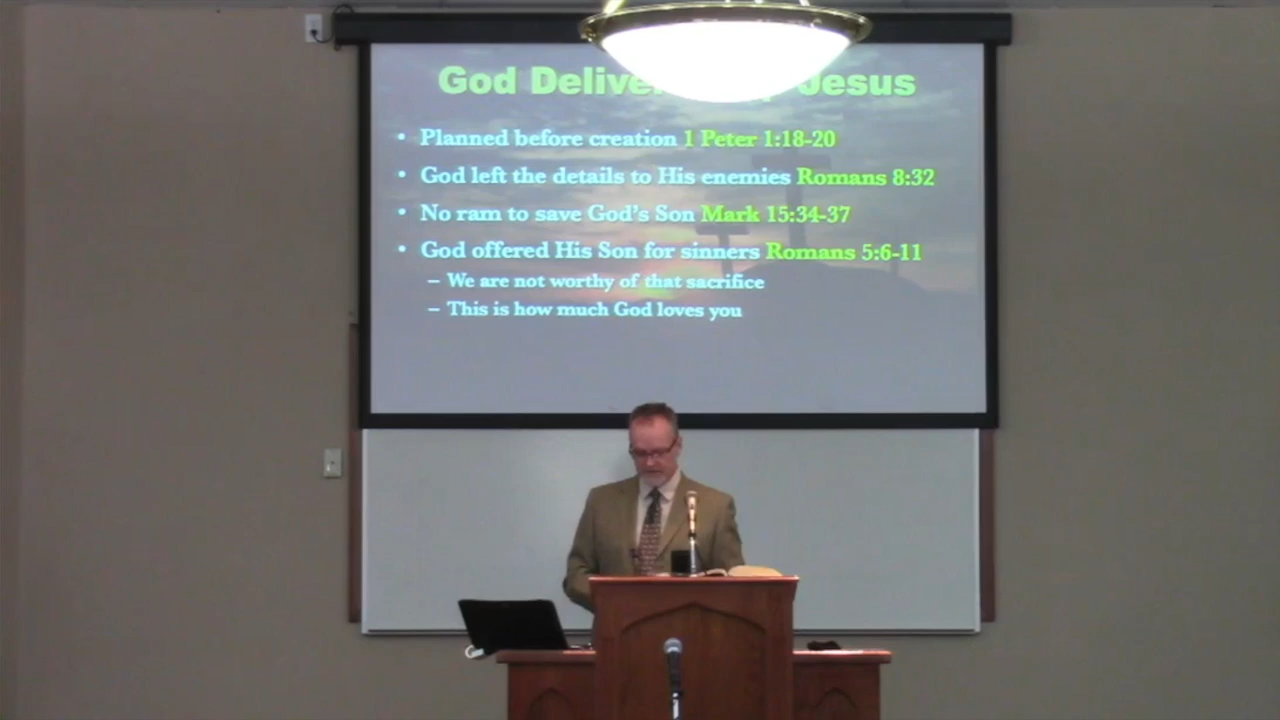 God Jesus
• Planned before creation 1 Peter 1:18-20
• God left the details to His enemies Romans 8:32
• No ram to save God's Son Mark 15:34-37
• God offered His Son for sinners Romans 5:6-11
– We are not worthy of that sacrifice
– This is how much God loves you